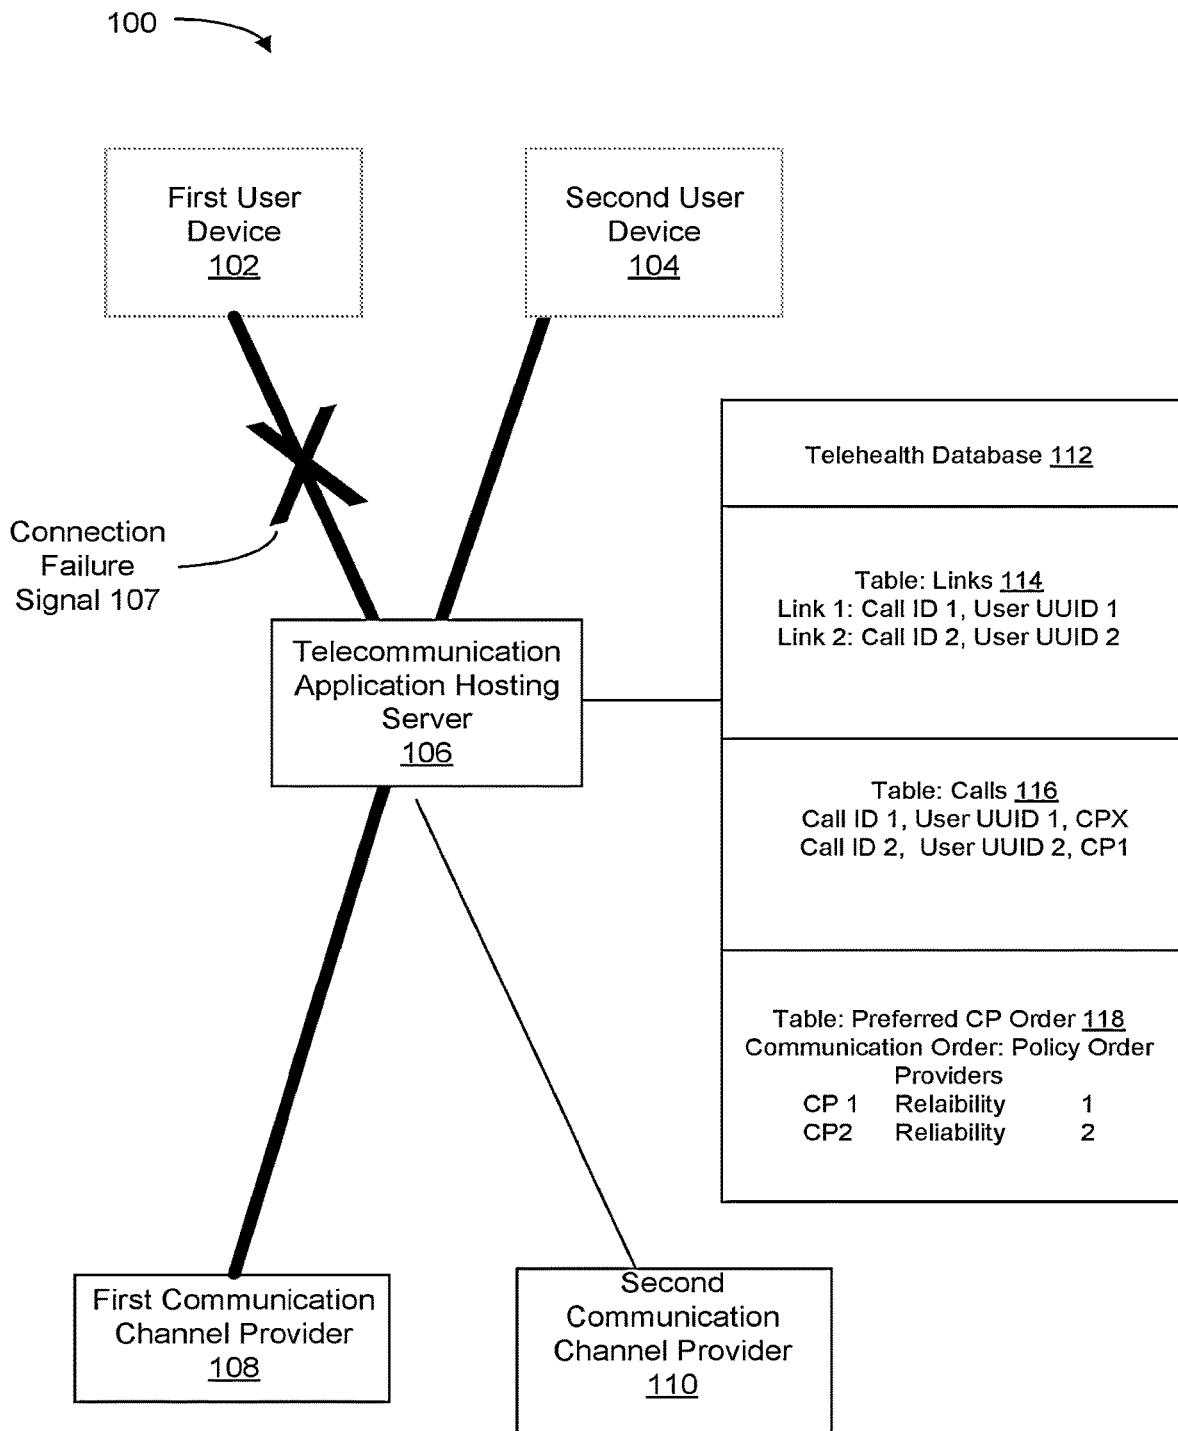 100
First User
Device
102
Second User
Device
104
Connection
Failure
Signal 107
Telehealth Database 112
Table: Links 114
Link 1: Call ID 1, User UUID 1
Link 2: Call ID 2, User UUID 2
Telecommunication
Application Hosting
Server
106
Table: Calls 116
Call ID 1, User UUID 1, CPX
Call ID 2, User UUID 2, CP1
Table: Preferred CP Order 118
Communication Order: Policy Order
Providers
CP 1 Relaibility 1
CP2 Reliability 2
First Communication
Channel Provider
108
Second
Communication
Channel Provider
110